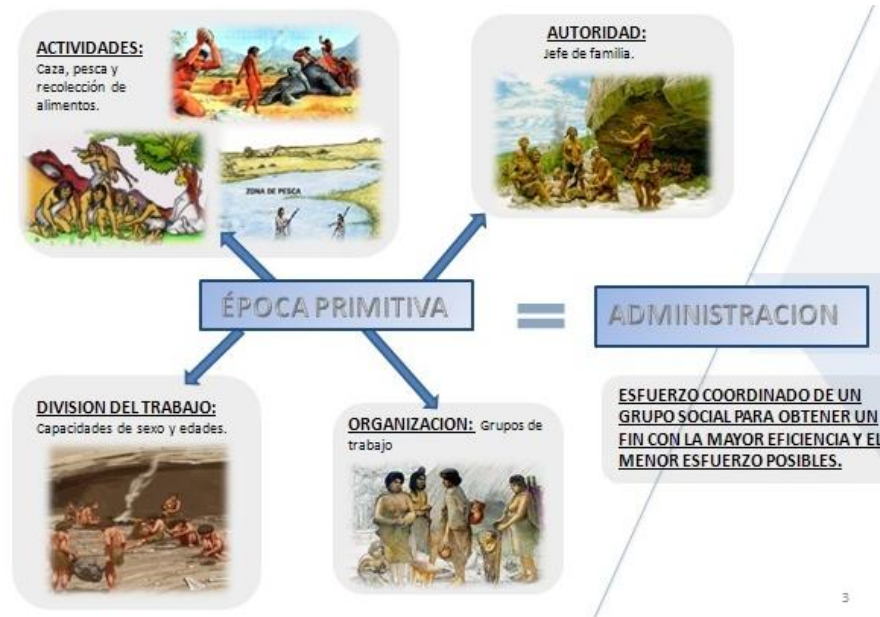 ACTIVIDADES:
Caza, pesca y
recolección de
alimentos.
ZONA DE PESCA
AUTORIDAD:
Jefe de familia.
ÉPOCA PRIMITIVA
=
ADMINISTRACION
DIVISION DEL TRABAJO:
Capacidades de sexo y edades.
ORGANIZACION: Grupos de
trabajo
ESFUERZO COORDINADO DE UN
GRUPO SOCIAL PARA OBTENER UN
FIN CON LA MAYOR EFICIENCIA Y EL
MENOR ESFUERZO POSIBLES.
3